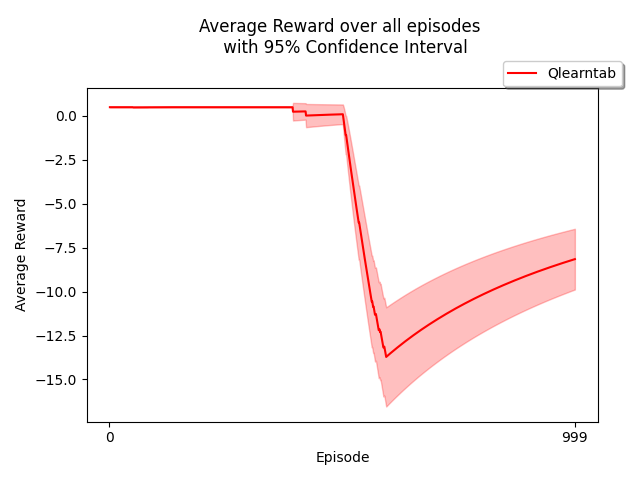 Average Reward over all episodes
with 95% Confidence Interval
Qlearntab
0.0
−2.5
−5.0
−7.5
−10.0
−12.5
−15.0
Average Reward
0 999
Episode